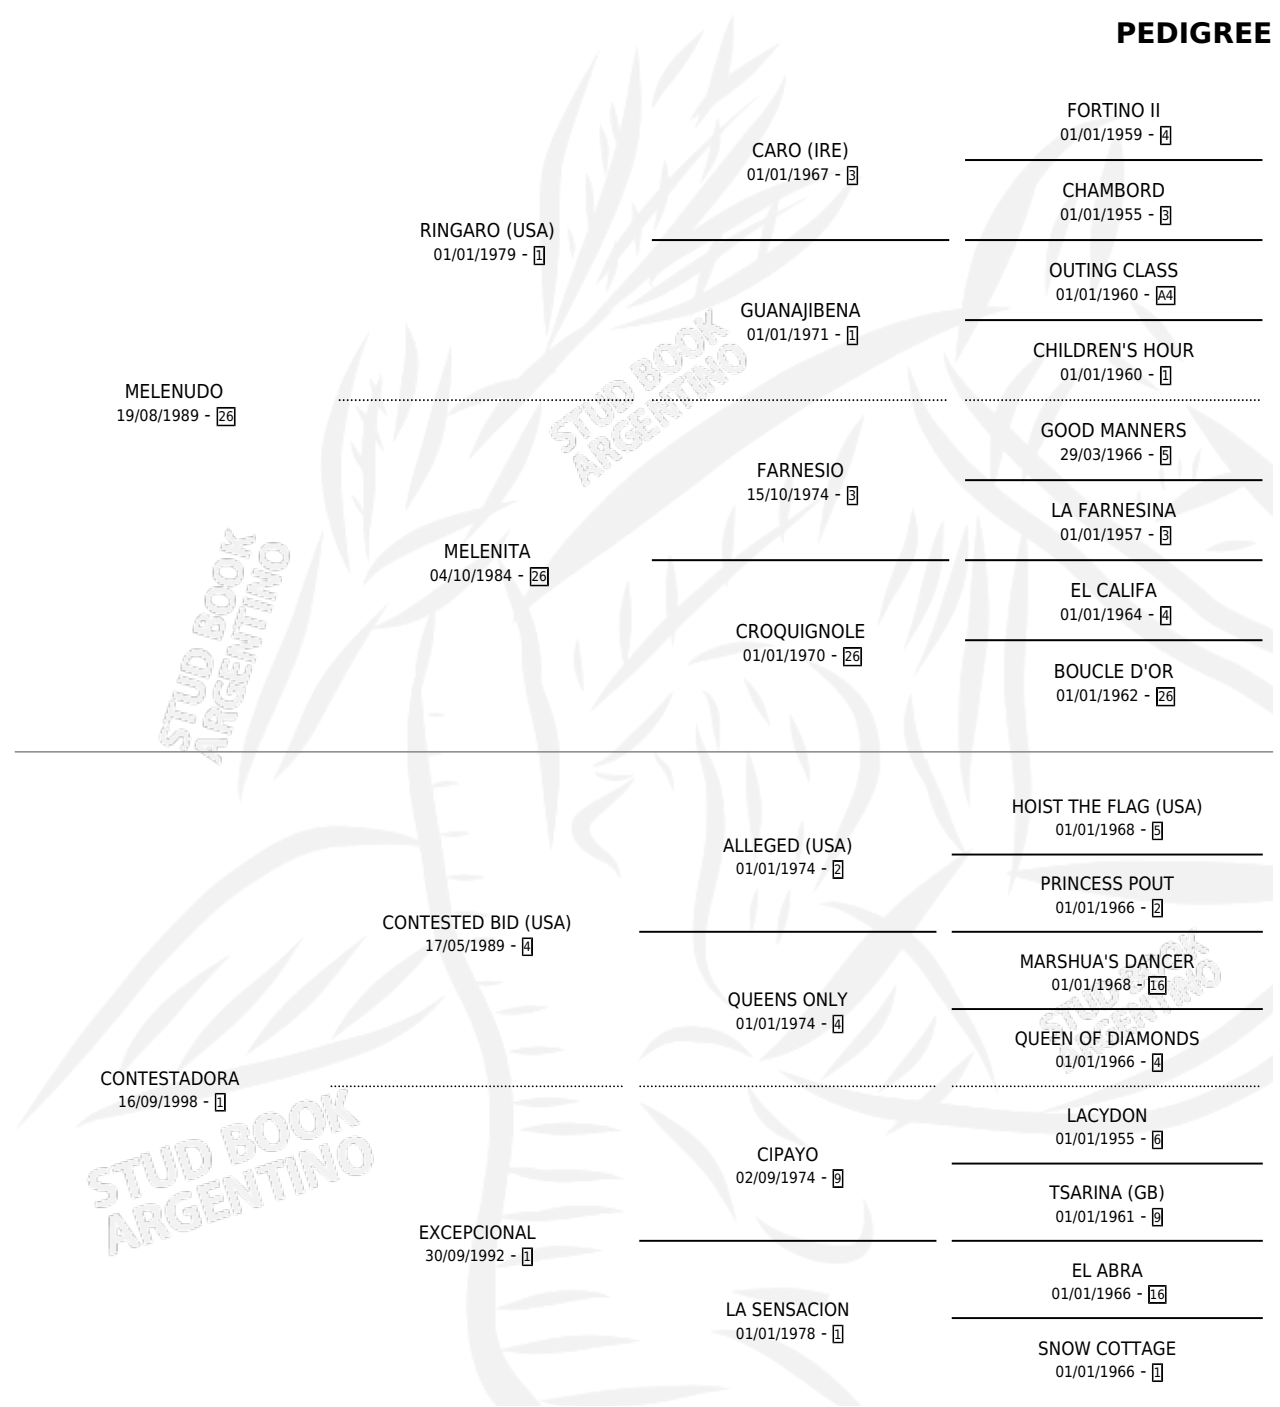 PEDIGREE
FORTINO II
01/01/1959 - 4
CARO (IRE)
01/01/1967 - 3
CHAMBORD
01/01/1955 - 3
RINGARO (USA)
01/01/1979 - 1
OUTING CLASS
01/01/1960 - A4
GUANAJIBENA
01/01/1971 - 1
CHILDREN'S HOUR
01/01/1960 - 1
MELENUDO
19/08/1989 - 26
GOOD MANNERS
29/03/1966 - 5
FARNESIO
15/10/1974 - 3
LA FARNESINA
01/01/1957 - 3
MELENITA
04/10/1984 - 26
EL CALIFA
01/01/1964 - 4
CROQUIGNOLE
01/01/1970 - 26
BOUCLE D'OR
01/01/1962 - 26
HOIST THE FLAG (USA)
01/01/1968 - 5
ALLEGED (USA)
01/01/1974 - 2
PRINCESS POUT
01/01/1966 - 2
CONTESTED BID (USA)
17/05/1989 - 4
MARSHUA'S DANCER
01/01/1968 - 16
QUEENS ONLY
01/01/1974 - 4
QUEEN OF DIAMONDS
01/01/1966 - 4
CONTESTADORA
16/09/1998 - 1
LACYDON
01/01/1955 - 6
CIPAYO
02/09/1974 - 9
TSARINA (GB)
01/01/1961 - 9
EXCEPCIONAL
30/09/1992 - 1
EL ABRA
01/01/1966 - 16
LA SENSACION
01/01/1978 - 1
SNOW COTTAGE
01/01/1966 - 1
STUD BOOK
ARGENTINO
STUD BOOK
ARGENTINO
STUD BOOK
ARGENTINO
STUD BOOK
ARGENTINO